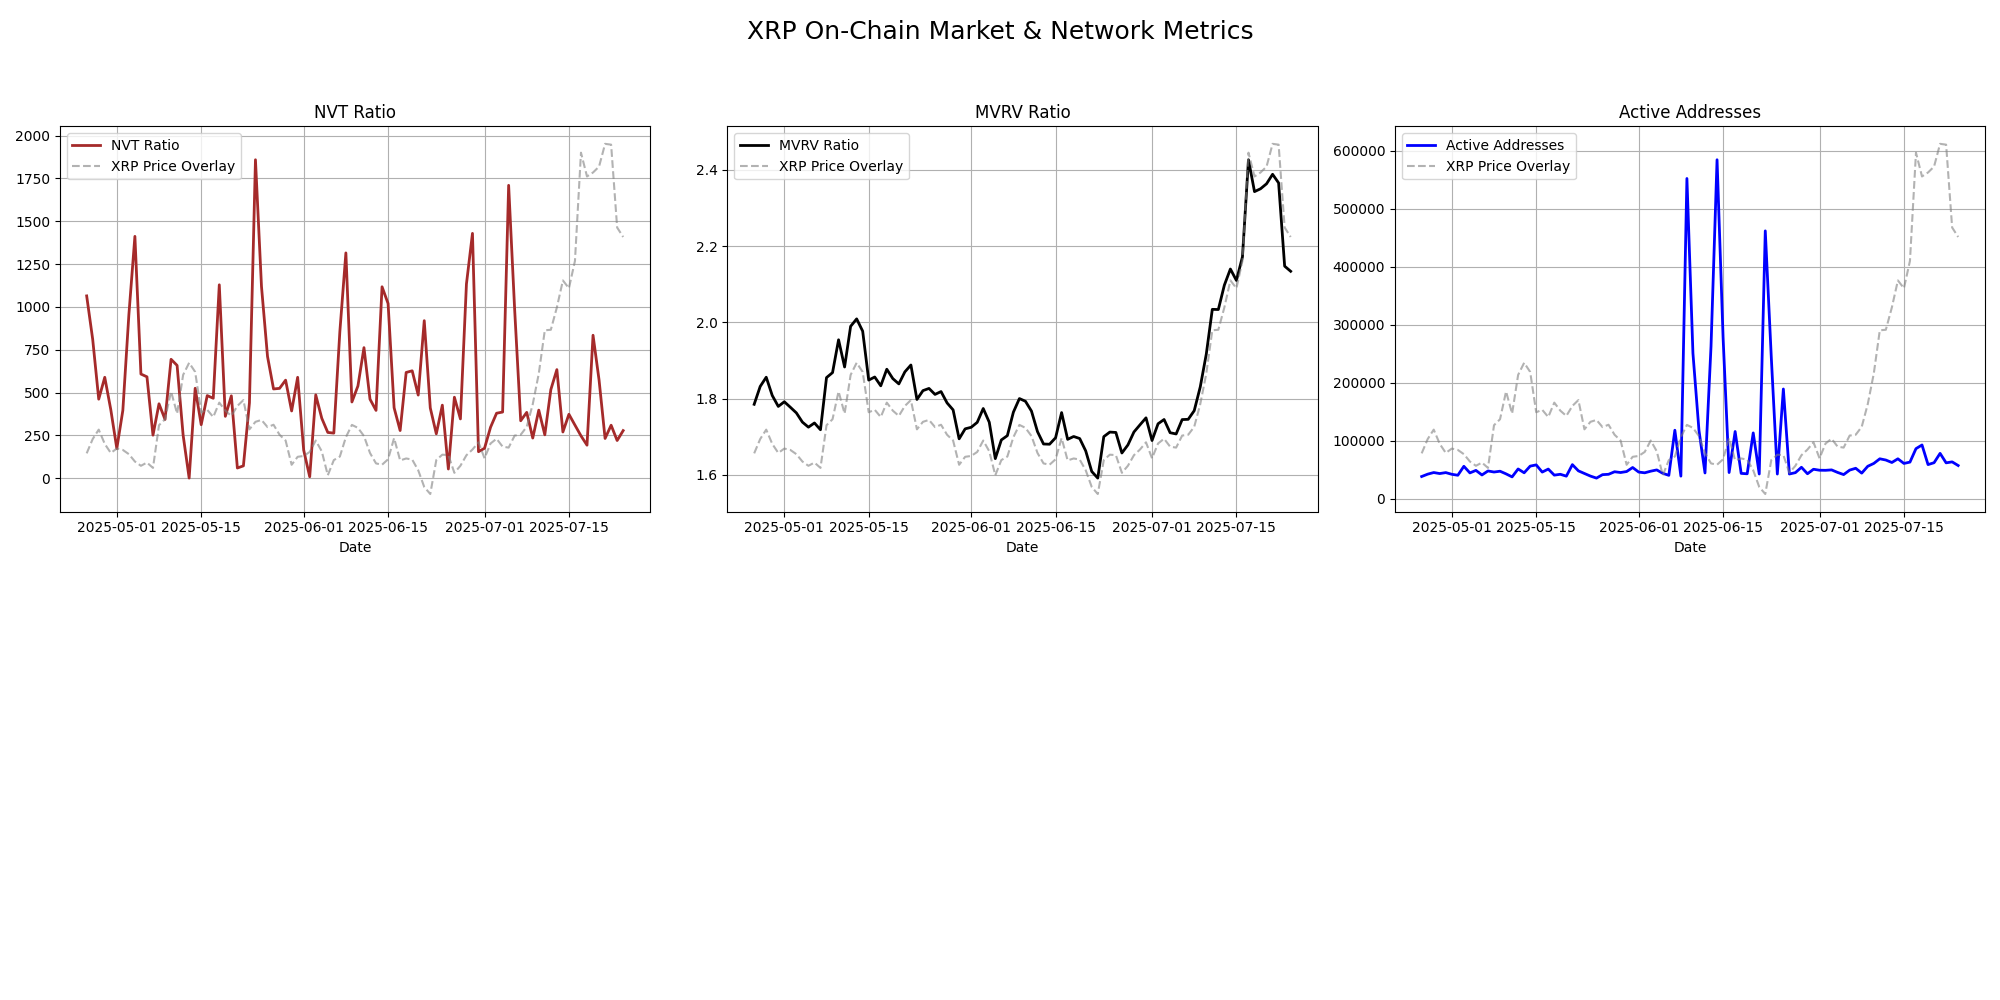 XRP On-Chain Market & Network Metrics
NVT Ratio
NVT Ratio
XRP Price Overlay
2000
1750
1500
1250
1000
750
500
250
0
2025-05-01 2025-05-15 2025-06-01 2025-06-15 2025-07-01 2025-07-15
Date
MVRV Ratio
MVRV Ratio
XRP Price Overlay
2.4
2.2
2.0
1.8
1.6
2025-05-01 2025-05-15 2025-06-01 2025-06-15 2025-07-01 2025-07-15
Date
Active Addresses
Active Addresses
XRP Price Overlay
600000
500000
400000
300000
200000
100000
0
2025-05-01 2025-05-15 2025-06-01 2025-06-15 2025-07-01 2025-07-15
Date